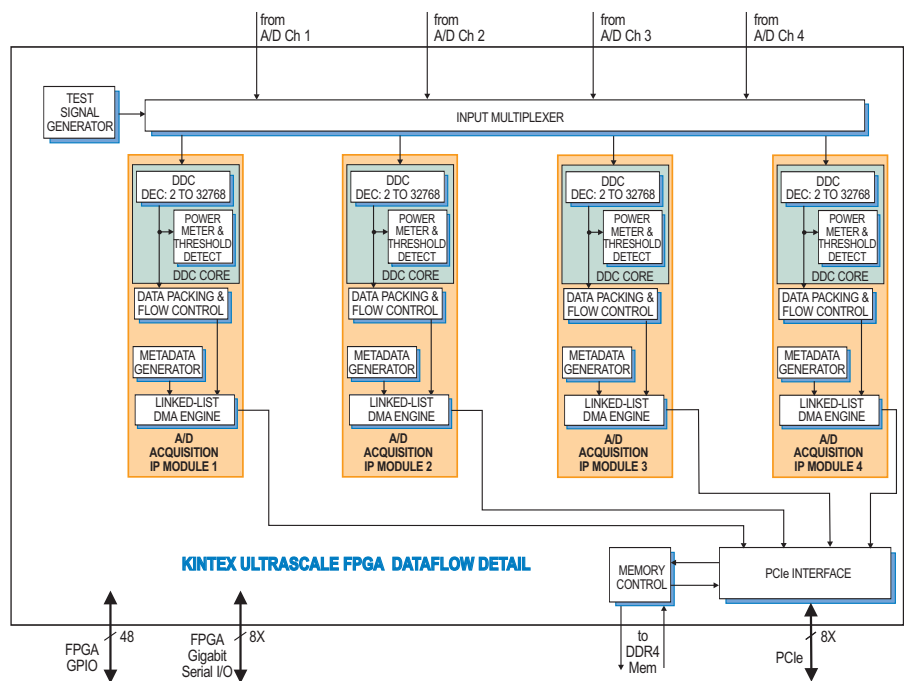 from
A/D Ch 1
from
A/D Ch 2
from
A/D Ch 3
from
A/D Ch 4
TEST
SIGNAL
GENERATOR
INPUT MULTIPLEXER
DDC
DEC: 2 TO 32768
POWER
METER &
THRESHOLD
DETECT
DDC CORE
DATA PACKING &
FLOW CONTROL
METADATA
GENERATOR
LINKED-LIST
DMA ENGINE
A/D
ACQUISITION
IP MODULE 1
DDC
DEC: 2 TO 32768
POWER
METER &
THRESHOLD
DETECT
DDC CORE
DATA PACKING &
FLOW CONTROL
METADATA
GENERATOR
LINKED-LIST
DMA ENGINE
A/D
ACQUISITION
IP MODULE 2
DDC
DEC: 2 TO 32768
POWER
METER &
THRESHOLD
DETECT
DDC CORE
DATA PACKING &
FLOW CONTROL
METADATA
GENERATOR
LINKED-LIST
DMA ENGINE
A/D
ACQUISITION
IP MODULE 3
DDC
DEC: 2 TO 32768
POWER
METER &
THRESHOLD
DETECT
DDC CORE
DATA PACKING &
FLOW CONTROL
METADATA
GENERATOR
LINKED-LIST
DMA ENGINE
A/D
ACQUISITION
IP MODULE 4
KINTEX ULTRASCALE FPGA DATAFLOW DETAIL
MEMORY
CONTROL
PCIe INTERFACE
48
FPGA
GPIO
8X
FPGA
Gigabit
Serial I/O
to
DDR4
Mem
8X
PCIe